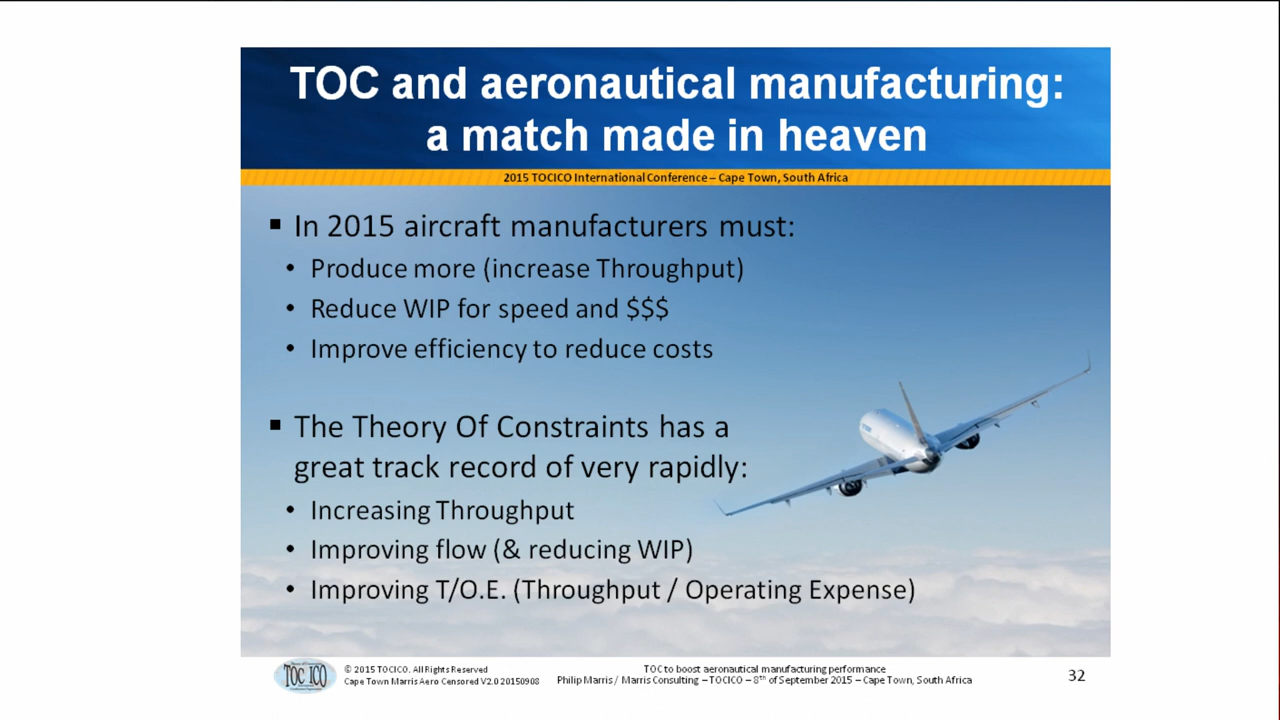 TOC and aeronautical manufacturing:
a match made in heaven
2015 TOCICO International Conference – Cape Town, South Africa
▪ In 2015 aircraft manufacturers must:
• Produce more (increase Throughput)
• Reduce WIP for speed and $$$
• Improve efficiency to reduce costs
▪ The Theory Of Constraints has a
great track record of very rapidly:
• Increasing Throughput
• Improving flow (& reducing WIP)
• Improving T/O.E. (Throughput / Operating Expense)
TOC ICO
© 2015 TOCICO. All Rights Reserved
Cape Town Marris Aero Censored V2.0 20150908
TOC to boost aeronautical manufacturing performance
Philip Marris / Marris Consulting – TOCICO – 8th of September 2015 – Cape Town, South Africa
32